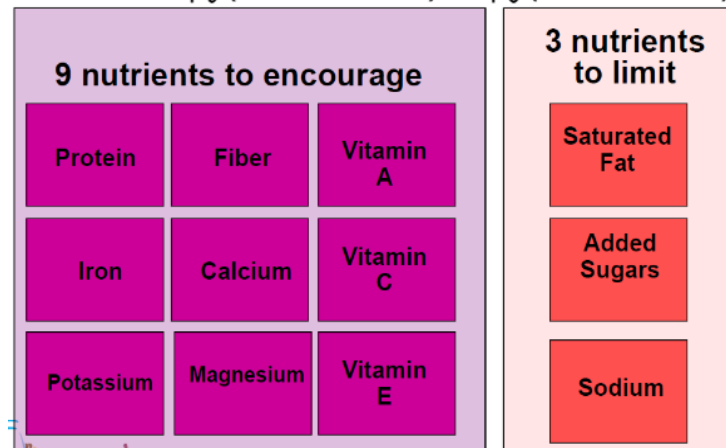 9 nutrients to encourage
Protein
Fiber
Vitamin
A
Iron
Calcium
Vitamin
C
Potassium
Magnesium
Vitamin
E
3 nutrients
to limit
Saturated
Fat
Added
Sugars
Sodium